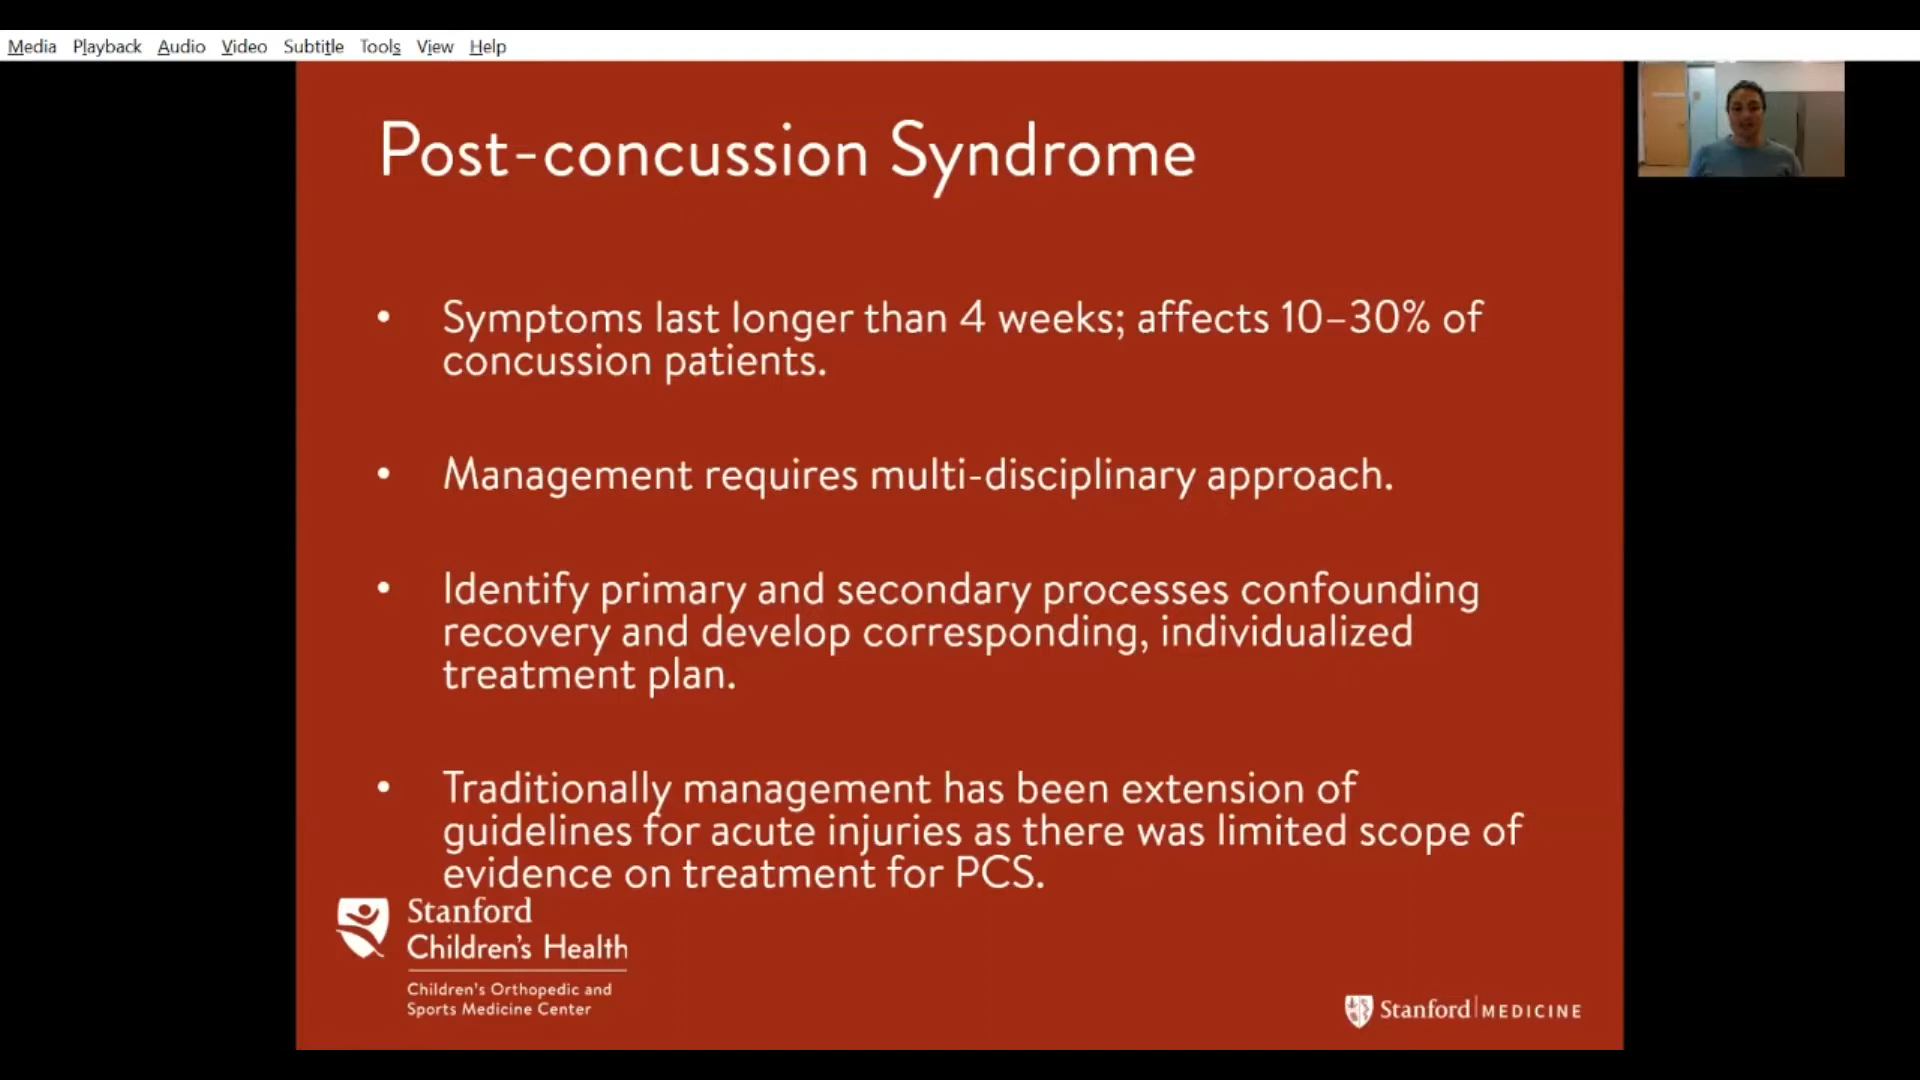 Media Playback Audio Video Subtitle Tools View Help
Post-concussion Syndrome
• Symptoms last longer than 4 weeks; affects 10–30% of
concussion patients.
• Management requires multi-disciplinary approach.
• Identify primary and secondary processes confounding
recovery and develop corresponding, individualized
treatment plan.
• Traditionally management has been extension of
guidelines for acute injuries as there was limited scope of
evidence on treatment for PCS.
Stanford
Children's Health
Children's Orthopedic and
Sports Medicine Center
Stanford MEDICINE